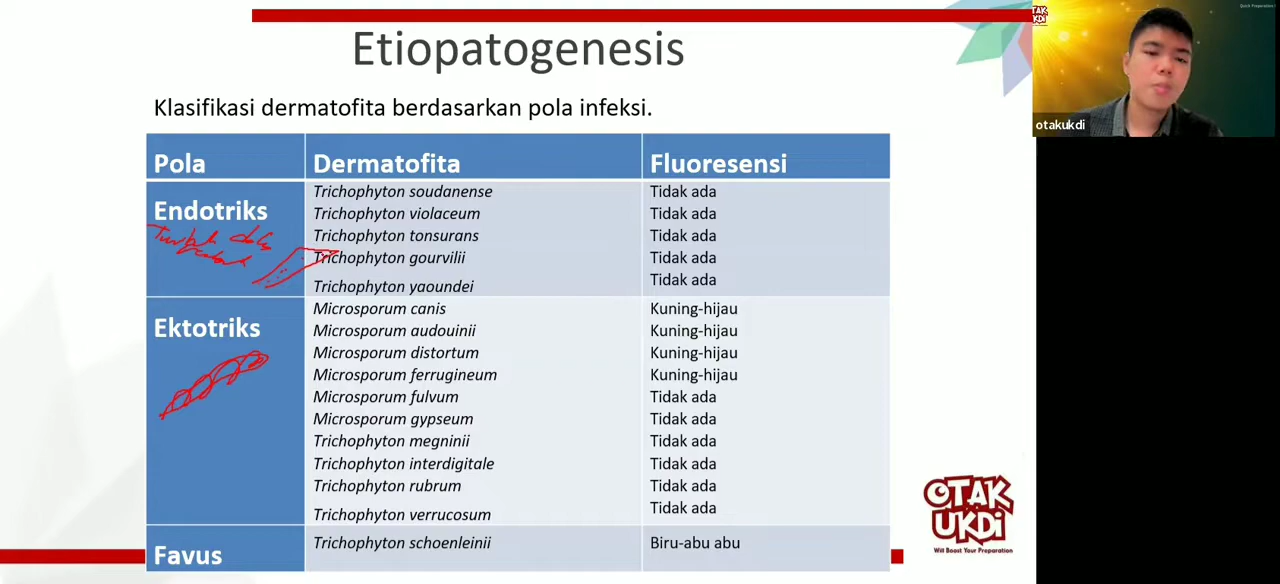 Etiopatogenesis
Klasifikasi dermatofita berdasarkan pola infeksi.
Pola Dermatofita Fluoresensi
Endotriks
Trichophyton soudanense Tidak ada
Trichophyton violaceum Tidak ada
Trichophyton tonsurans Tidak ada
Trichophyton gourvilii Tidak ada
Trichophyton yaoundei Tidak ada
Ektotriks
Microsporum canis Kuning-hijau
Microsporum audouinii Kuning-hijau
Microsporum distortum Kuning-hijau
Microsporum ferrugineum Kuning-hijau
Microsporum fulvum Tidak ada
Microsporum gypseum Tidak ada
Trichophyton megninii Tidak ada
Trichophyton interdigitale Tidak ada
Trichophyton rubrum Tidak ada
Trichophyton verrucosum Tidak ada
Favus
Trichophyton schoenleinii Biru-abu abu
OTAK
UKDi
Will Boost Your Preparation
otakukdi